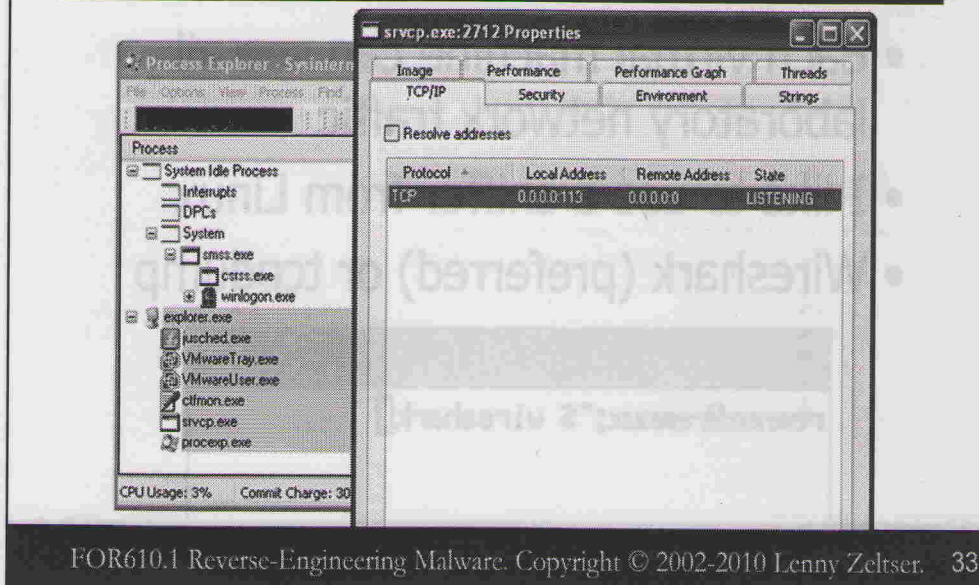 srvcp.exe:2712 Properties
Image
Performance
Performance Graph
Threads
TCP/IP
Security
Environment
Strings
Resolve addresses
Protocol
Local Address
Remote Address
State
TCP
0.0.0.0:113
0.0.0.0:0
LISTENING
Process Explorer - Sysintern
File Options View Process Find
Process
System Idle Process
Interrupts
DPCs
System
smss.exe
csrss.exe
winlogon.exe
explorer.exe
jusched.exe
VMwareTray.exe
VMwareUser.exe
ctfmon.exe
srvcp.exe
procexp.exe
CPU Usage: 3% Commit Charge: 30
Wireshark (preferred) or tcpdump
FOR610.1 Reverse-Engineering Malware. Copyright © 2002-2010 Lenny Zeltser. 33